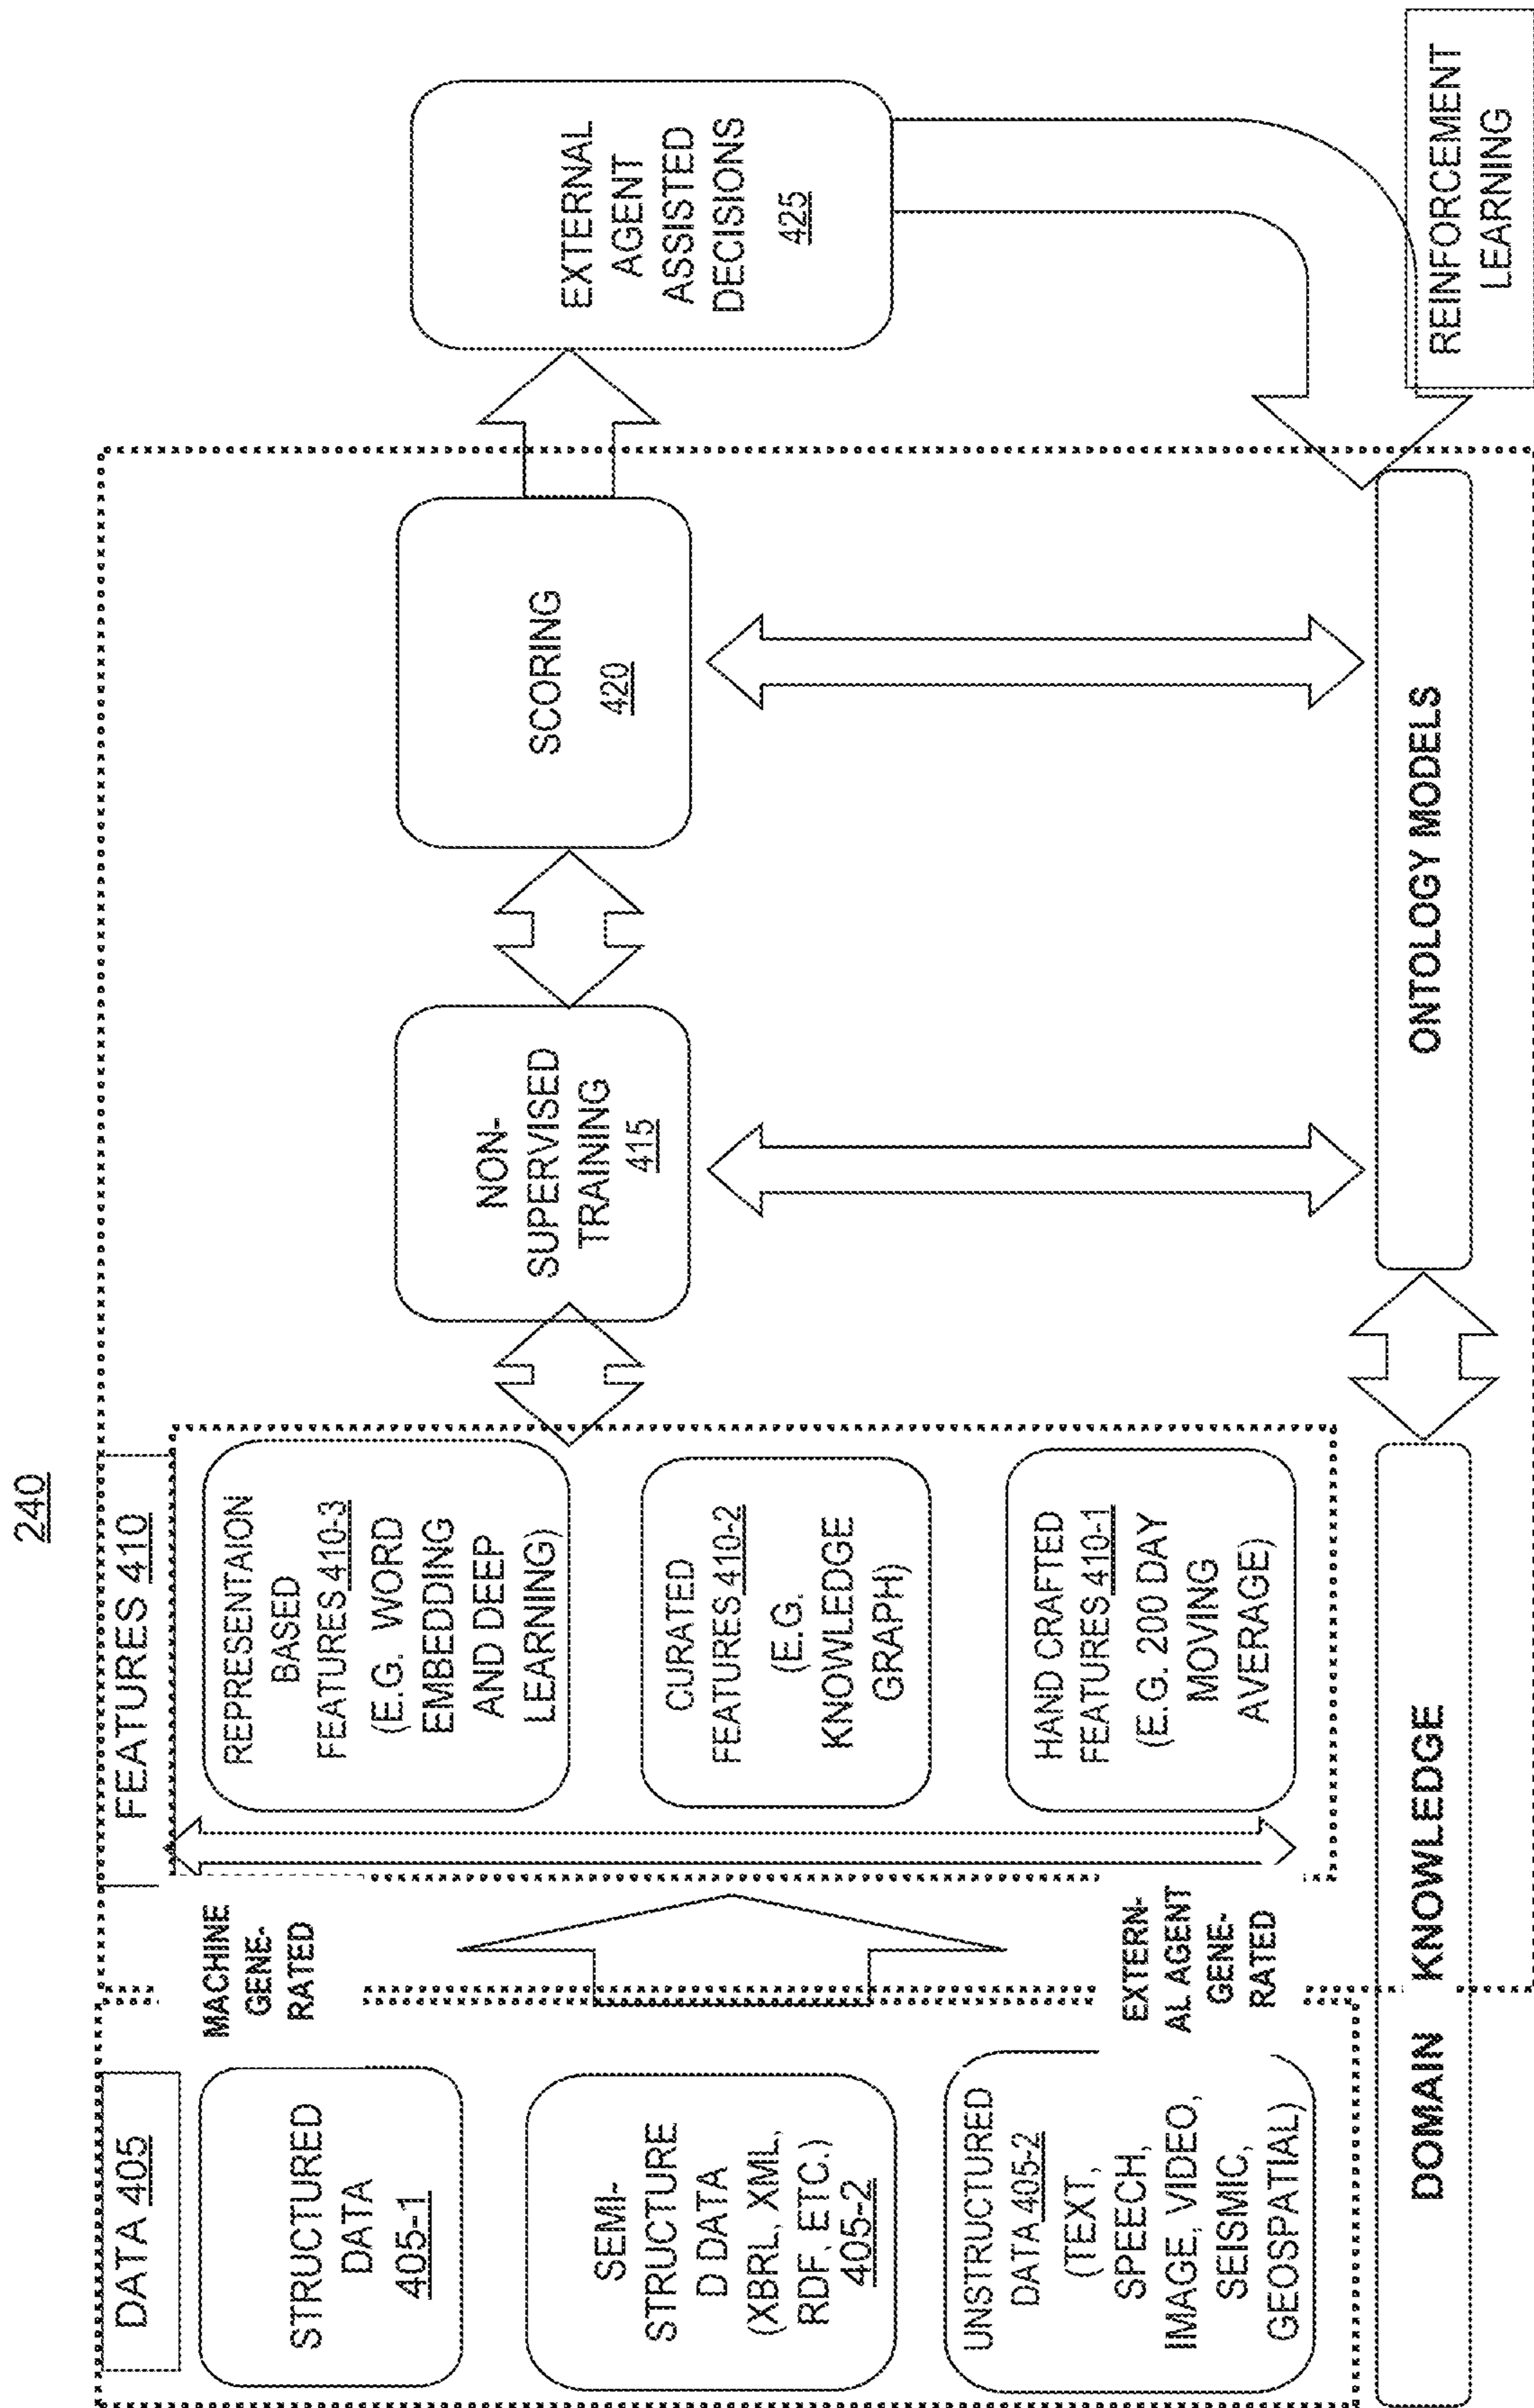 240
DATA 405
STRUCTURED
DATA
405-1
SEMI-
STRUCTURE
D DATA
(XBRL, XML,
RDF, ETC.)
405-2
UNSTRUCTURED
DATA 405-2
(TEXT,
SPEECH,
IMAGE, VIDEO,
SEISMIC,
GEOSPATIAL)
MACHINE
GENE-
RATED
EXTERN-
AL AGENT
GENE-
RATED
FEATURES 410
REPRESENTAION
BASED
FEATURES 410-3
(E.G. WORD
EMBEDDING
AND DEEP
LEARNING)
CURATED
FEATURES 410-2
(E.G.
KNOWLEDGE
GRAPH)
HAND CRAFTED
FEATURES 410-1
(E.G. 200 DAY
MOVING
AVERAGE)
NON-
SUPERVISED
TRAINING
415
SCORING
420
EXTERNAL
AGENT
ASSISTED
DECISIONS
425
DOMAIN KNOWLEDGE
ONTOLOGY MODELS
REINFORCEMENT
LEARNING